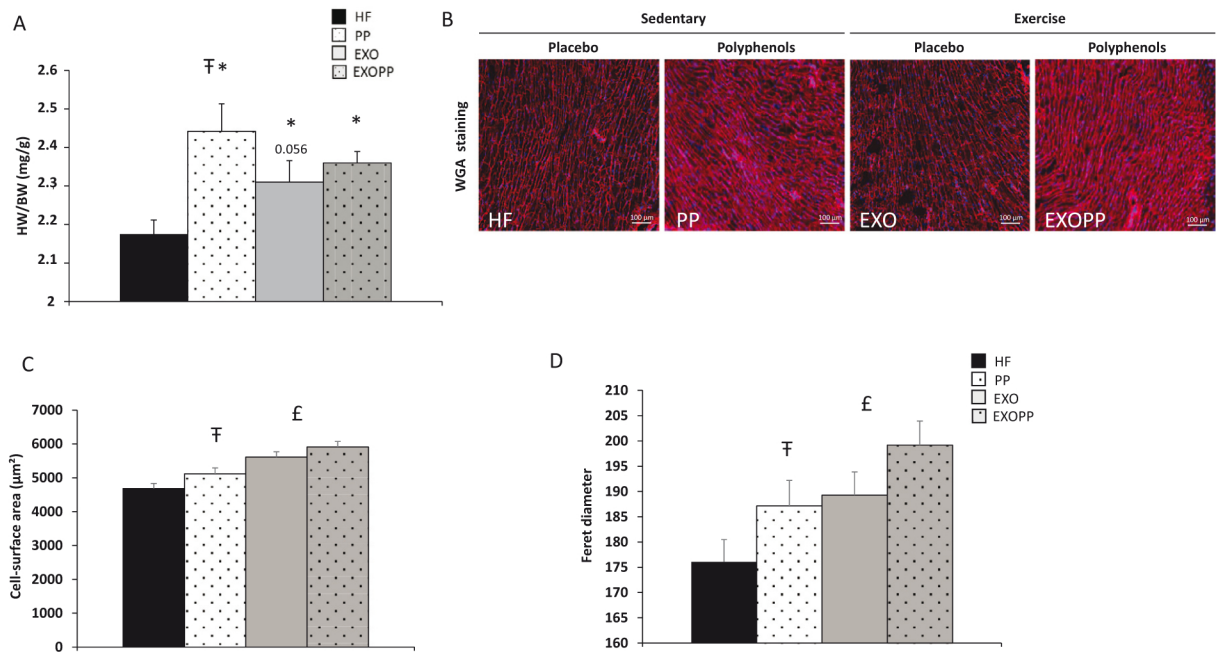 A
HF
PP
EXO
EXOPP
HW/BW (mg/g)
2.6
2.5
2.4
2.3
2.2
2.1
2
Ŧ *
*
0.056
*
B
Sedentary
Exercise
Placebo
Polyphenols
Placebo
Polyphenols
WGA staining
HF
100 µm
PP
100 µm
EXO
100 µm
EXOPP
100 µm
C
Cell-surface area (µm²)
7000
6000
5000
4000
3000
2000
1000
0
Ŧ
£
D
HF
PP
EXO
EXOPP
Feret diameter
210
205
200
195
190
185
180
175
170
165
160
Ŧ
£